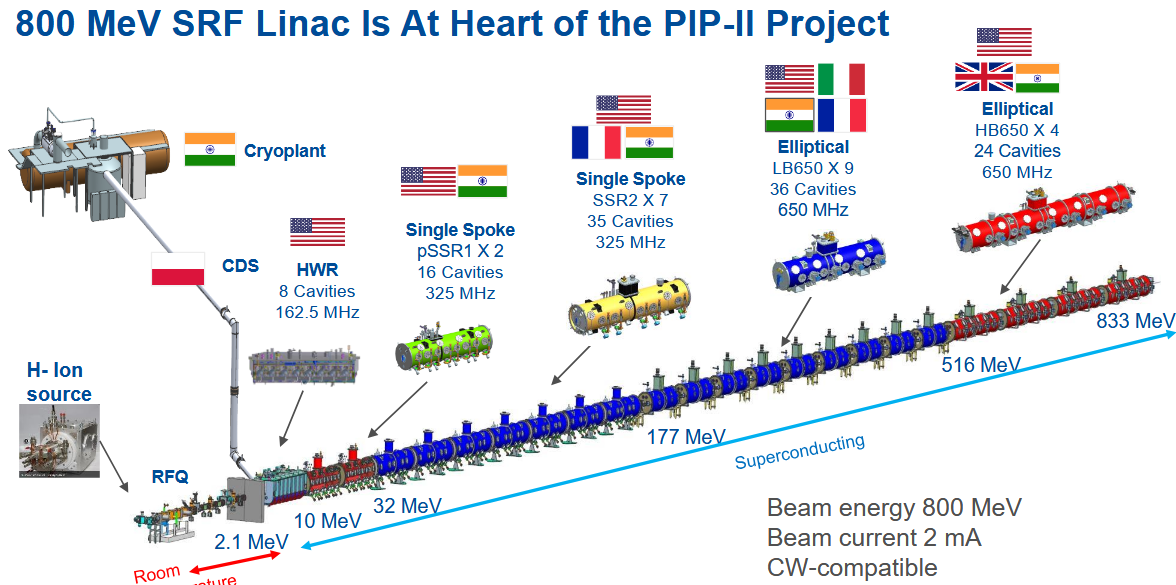 800 MeV SRF Linac Is At Heart of the PIP-II Project
Cryoplant
CDS
HWR
8 Cavities
162.5 MHz
Single Spoke
pSSR1 X 2
16 Cavities
325 MHz
Single Spoke
SSR2 X 7
35 Cavities
325 MHz
Elliptical
LB650 X 9
36 Cavities
650 MHz
Elliptical
HB650 X 4
24 Cavities
650 MHz
H- Ion
source
RFQ
2.1 MeV
10 MeV
32 MeV
177 MeV
516 MeV
833 MeV
Room
Superconducting
Beam energy 800 MeV
Beam current 2 mA
CW-compatible